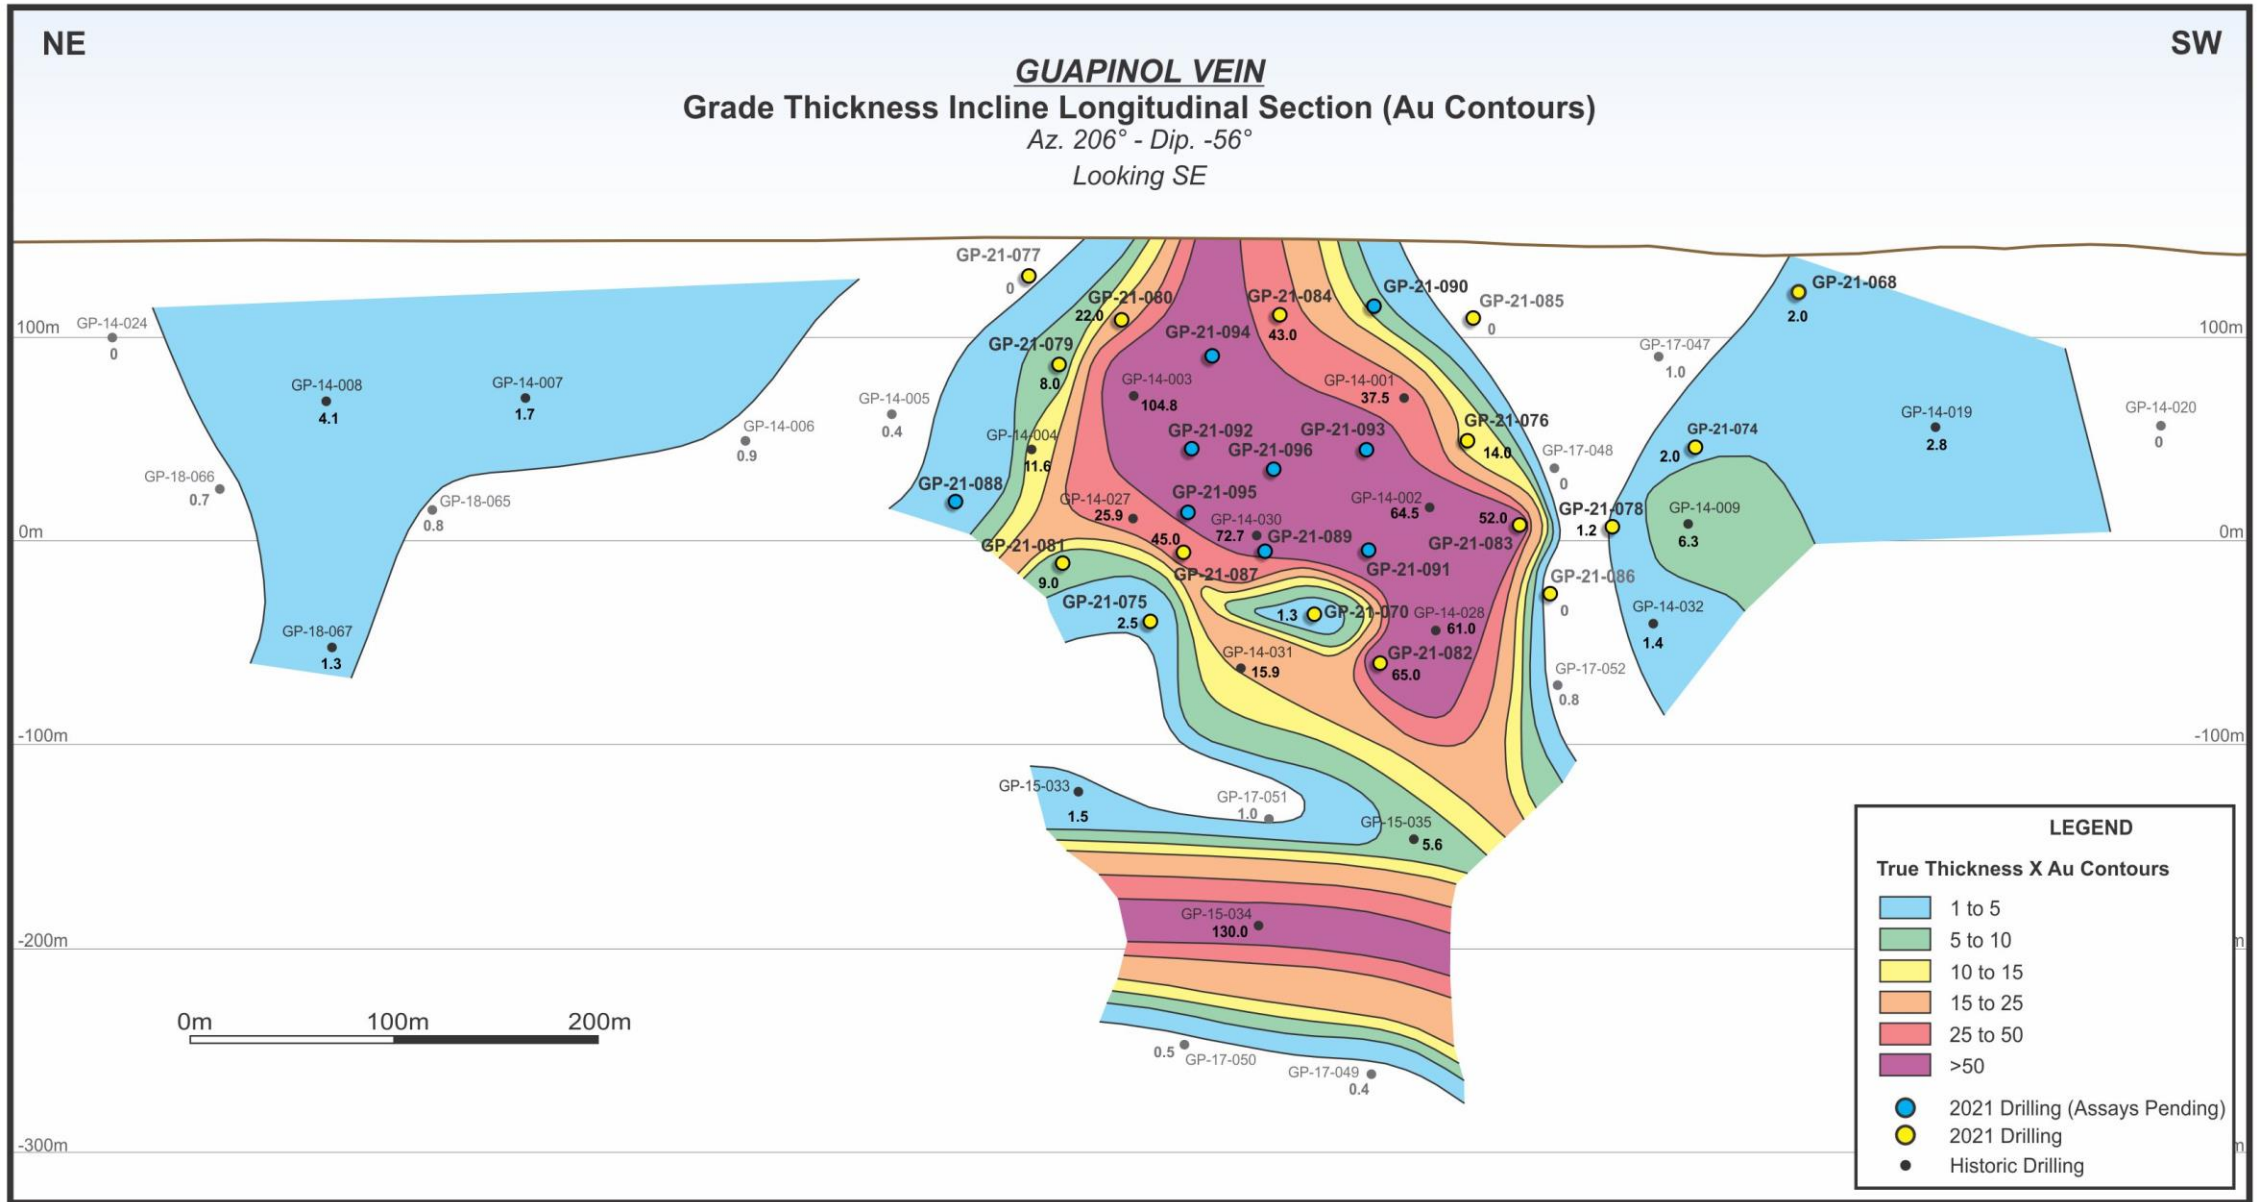 NE
SW
GUAPINOL VEIN
Grade Thickness Incline Longitudinal Section (Au Contours)
Az. 206° - Dip. -56°
Looking SE
GP-21-077
0
GP-21-080
22.0
GP-21-084
43.0
GP-21-090
GP-21-085
0
GP-21-068
2.0
100m
100m
GP-14-024
0
GP-21-079
8.0
GP-21-094
GP-17-047
1.0
GP-14-008
4.1
GP-14-007
1.7
GP-14-003
104.8
GP-14-001
37.5
GP-14-005
0.4
GP-14-006
0.9
GP-14-004
11.6
GP-21-092
GP-21-096
GP-21-093
GP-21-076
14.0
GP-21-074
2.0
GP-14-019
2.8
GP-14-020
0
GP-18-066
0.7
GP-18-065
0.8
GP-21-088
GP-14-027
25.9
GP-21-095
GP-14-030
72.7
GP-14-002
64.5
GP-17-048
0
52.0
GP-21-083
GP-21-078
1.2
GP-14-009
6.3
0m
0m
GP-21-081
9.0
45.0
GP-21-087
GP-21-089
GP-21-091
GP-21-086
0
GP-21-075
2.5
1.3
GP-21-070
GP-14-028
61.0
GP-14-032
1.4
GP-18-067
1.3
GP-14-031
15.9
GP-21-082
65.0
GP-17-052
0.8
-100m
-100m
GP-15-033
1.5
GP-17-051
1.0
GP-15-035
5.6
GP-15-034
130.0
-200m
m
0m
100m
200m
0.5
GP-17-050
GP-17-049
0.4
-300m
m
LEGEND
True Thickness X Au Contours
1 to 5
5 to 10
10 to 15
15 to 25
25 to 50
>50
2021 Drilling (Assays Pending)
2021 Drilling
Historic Drilling